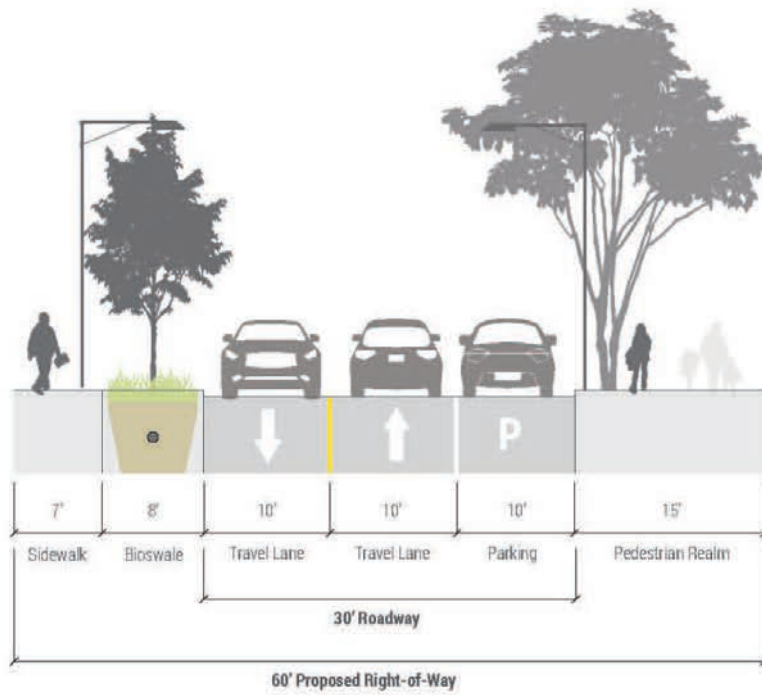 P
7' 8' 10' 10' 10' 15'
Sidewalk Bioswale Travel Lane Travel Lane Parking Pedestrian Realm
30' Roadway
60' Proposed Right-of-Way